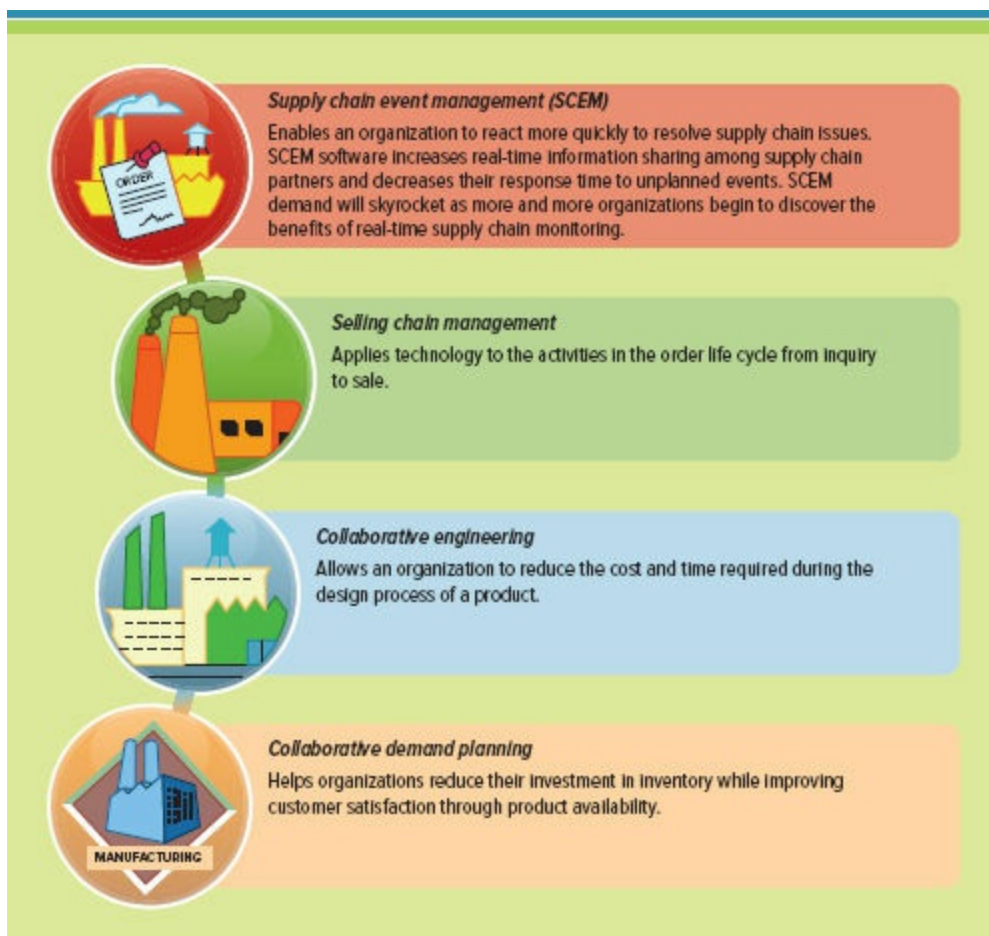 Supply chain event management (SCEM)
Enables an organization to react more quickly to resolve supply chain issues.
SCEM software increases real-time information sharing among supply chain
partners and decreases their response time to unplanned events. SCEM
demand will skyrocket as more and more organizations begin to discover the
benefits of real-time supply chain monitoring.
ORDER
Selling chain management
Applies technology to the activities in the order life cycle from inquiry
to sale.
Collaborative engineering
Allows an organization to reduce the cost and time required during the
design process of a product.
Collaborative demand planning
Helps organizations reduce their investment in inventory while improving
customer satisfaction through product availability.
MANUFACTURING